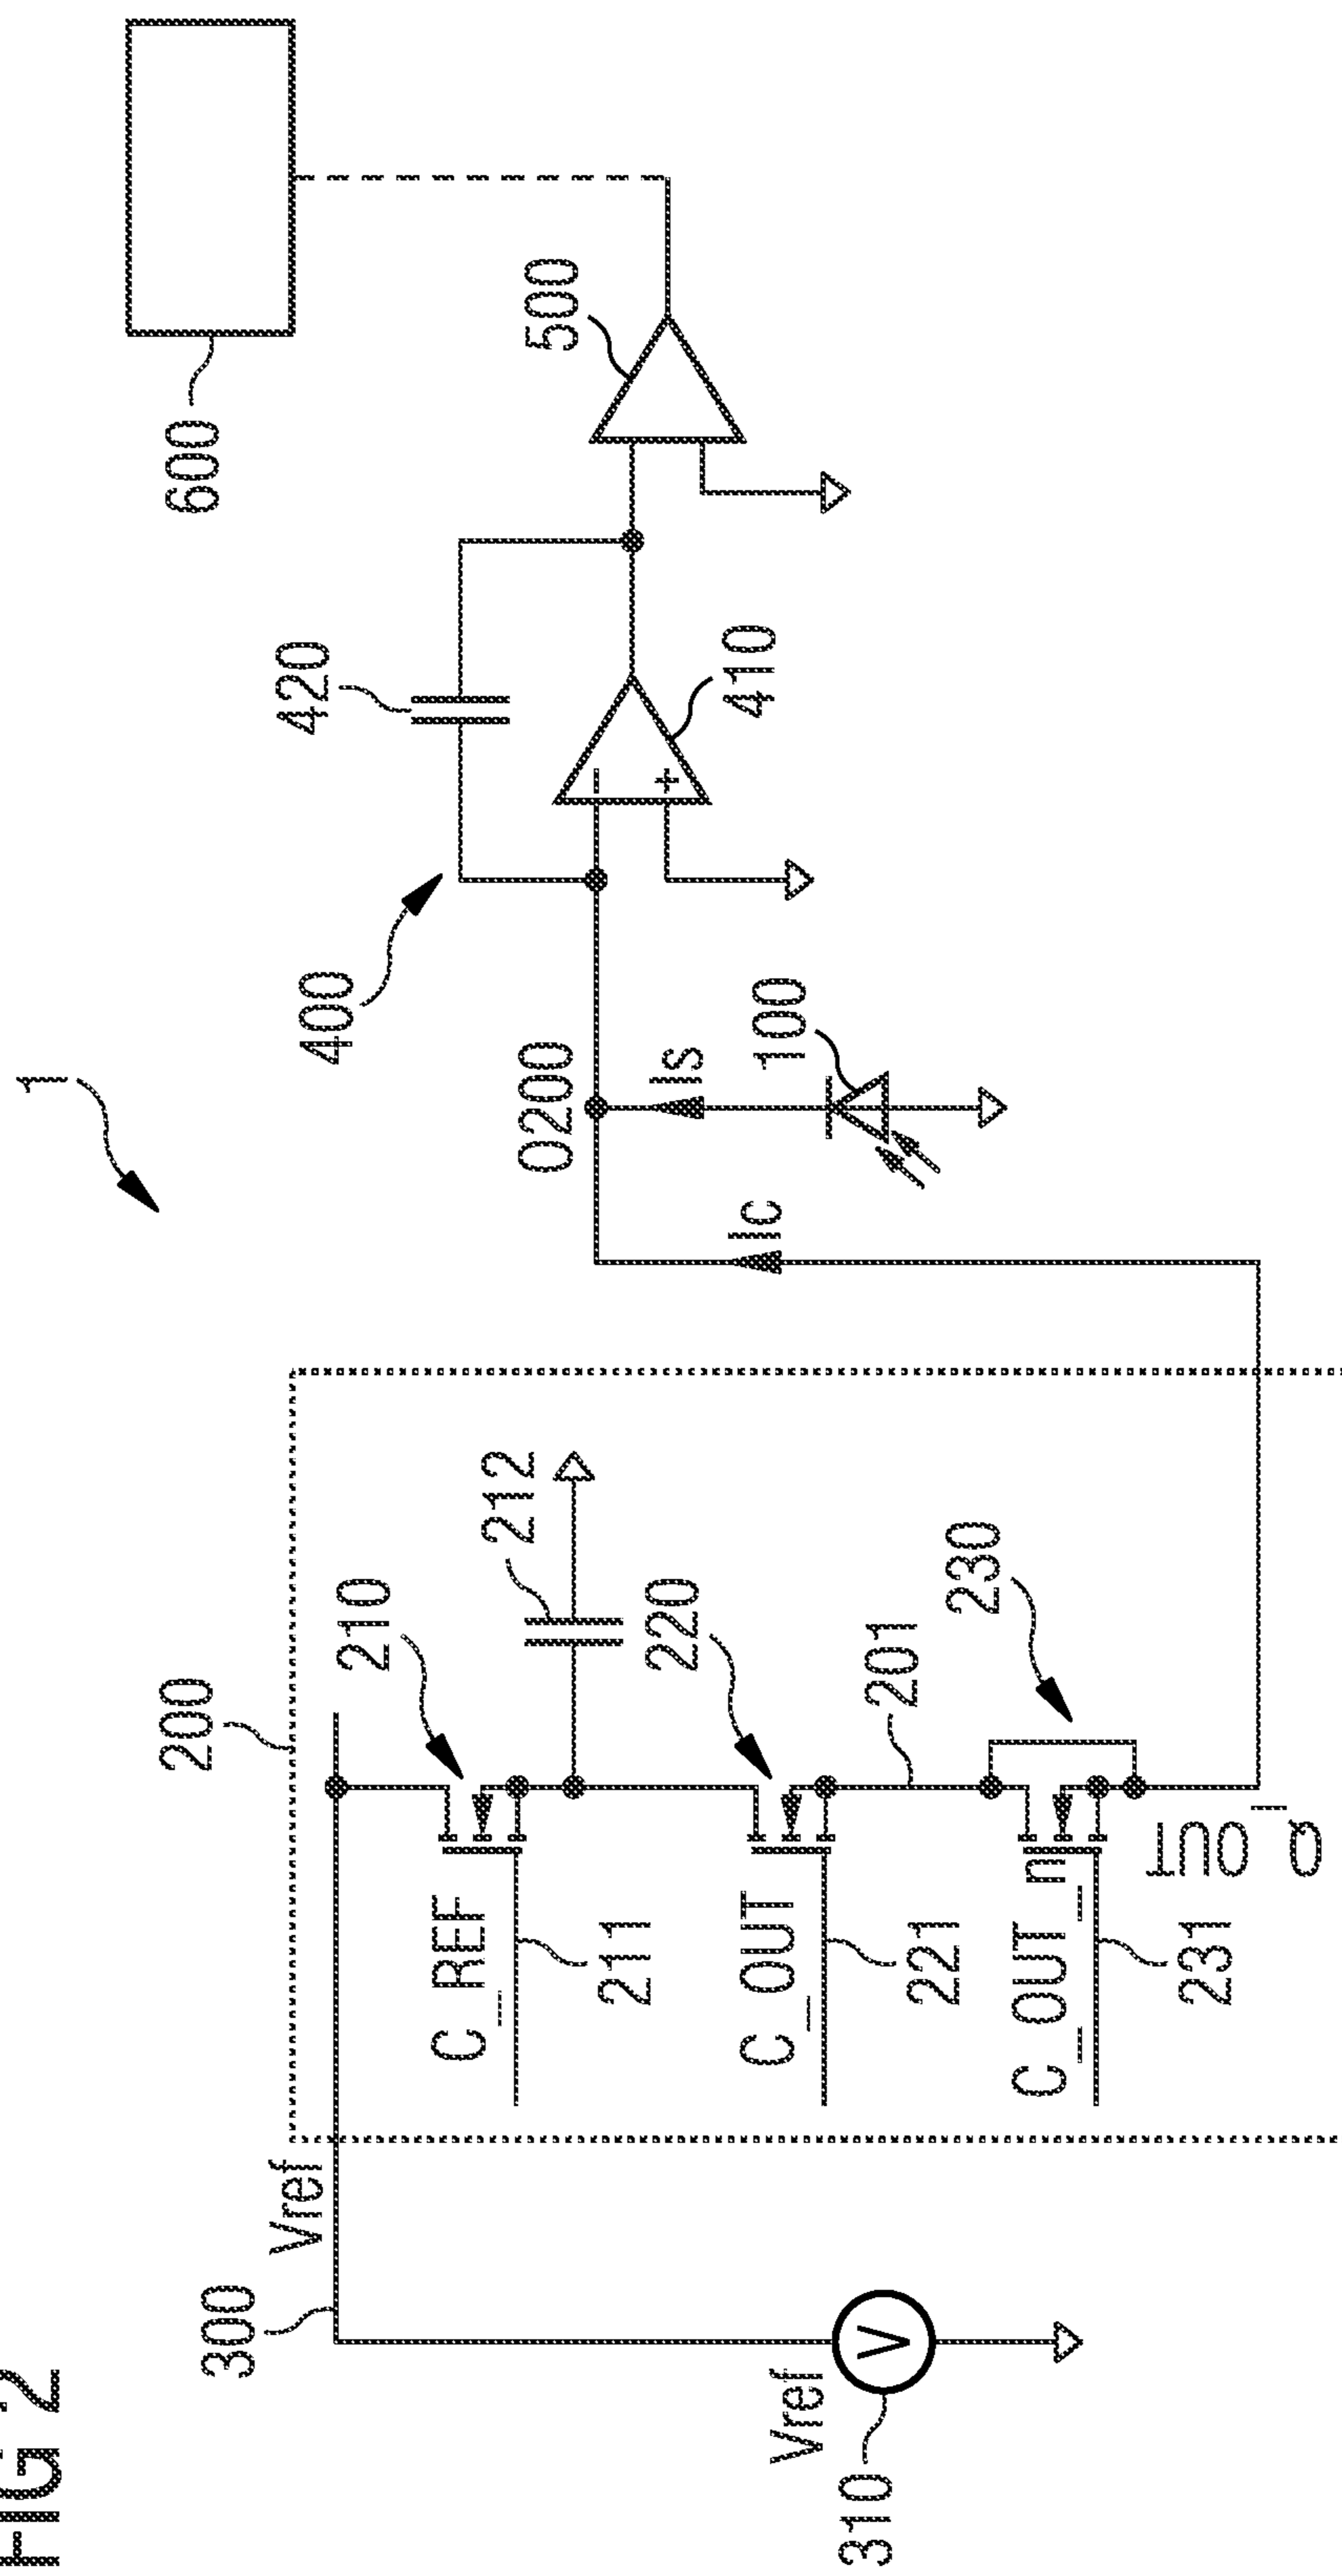 FIG 2
1
600
500
420
410
400
0200
100
Is
Ic
200
210
212
220
201
230
C_REF
211
C_OUT
221
C_OUT_n
231
Q_OUT
Vref
300
Vref
310
V
−
+